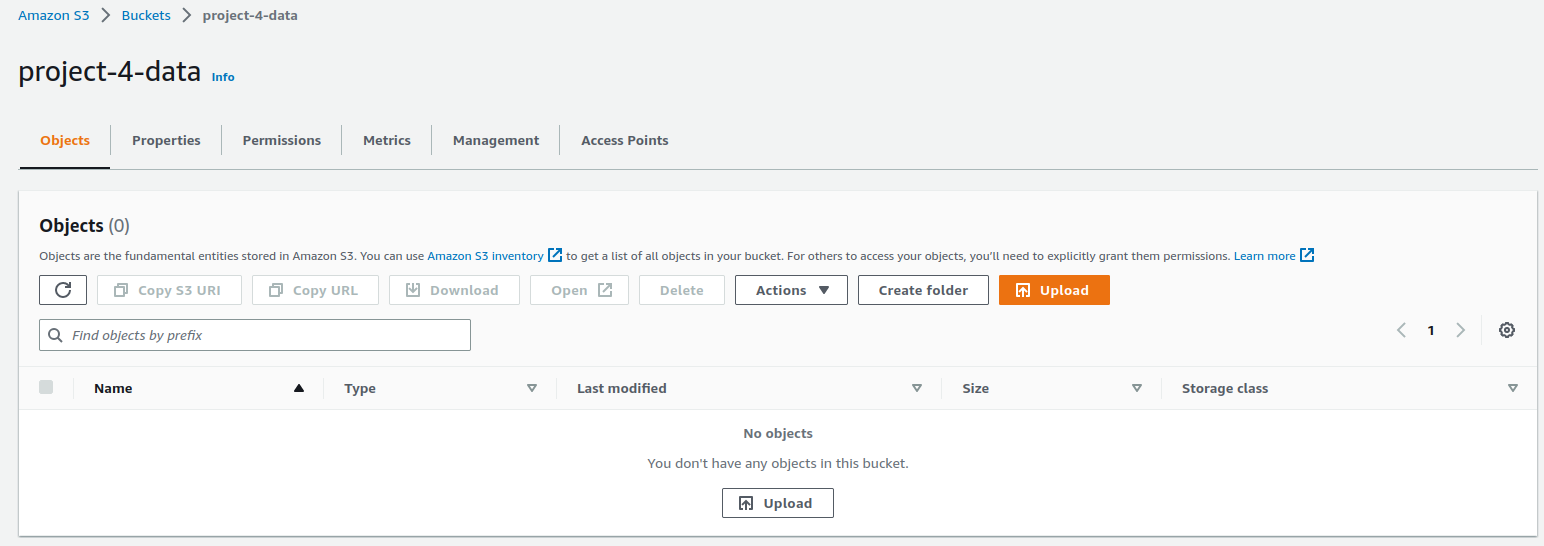 Amazon S3 > Buckets > project-4-data
project-4-data Info
Objects Properties Permissions Metrics Management Access Points
Objects (0)
Objects are the fundamental entities stored in Amazon S3. You can use Amazon S3 inventory to get a list of all objects in your bucket. For others to access your objects, you'll need to explicitly grant them permissions. Learn more
Copy S3 URI Copy URL Download Open Delete Actions Create folder Upload
Find objects by prefix 1
Name Type Last modified Size Storage class
No objects
You don't have any objects in this bucket.
Upload